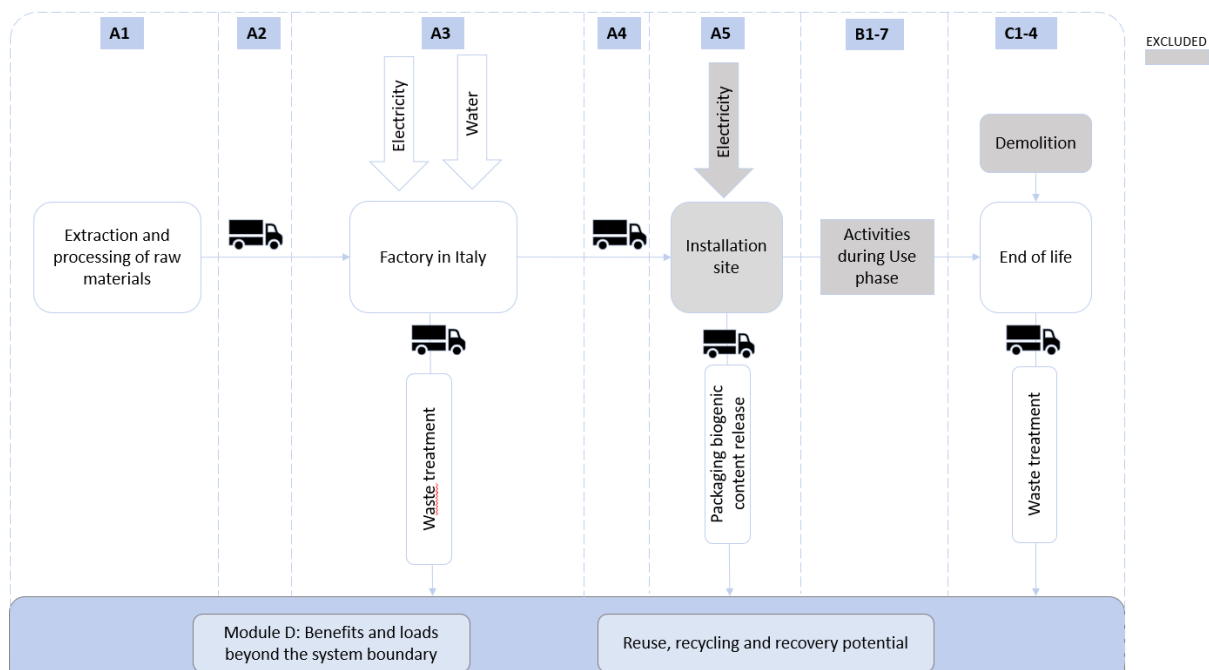 A1
A2
A3
A4
A5
B1-7
C1-4
EXCLUDED
Electricity
Water
Electricity
Demolition
Extraction and
processing of raw
materials
Factory in Italy
Installation
site
Activities
during Use
phase
End of life
Waste treatment
Packaging biogenic
content release
Waste treatment
Module D: Benefits and loads
beyond the system boundary
Reuse, recycling and recovery potential